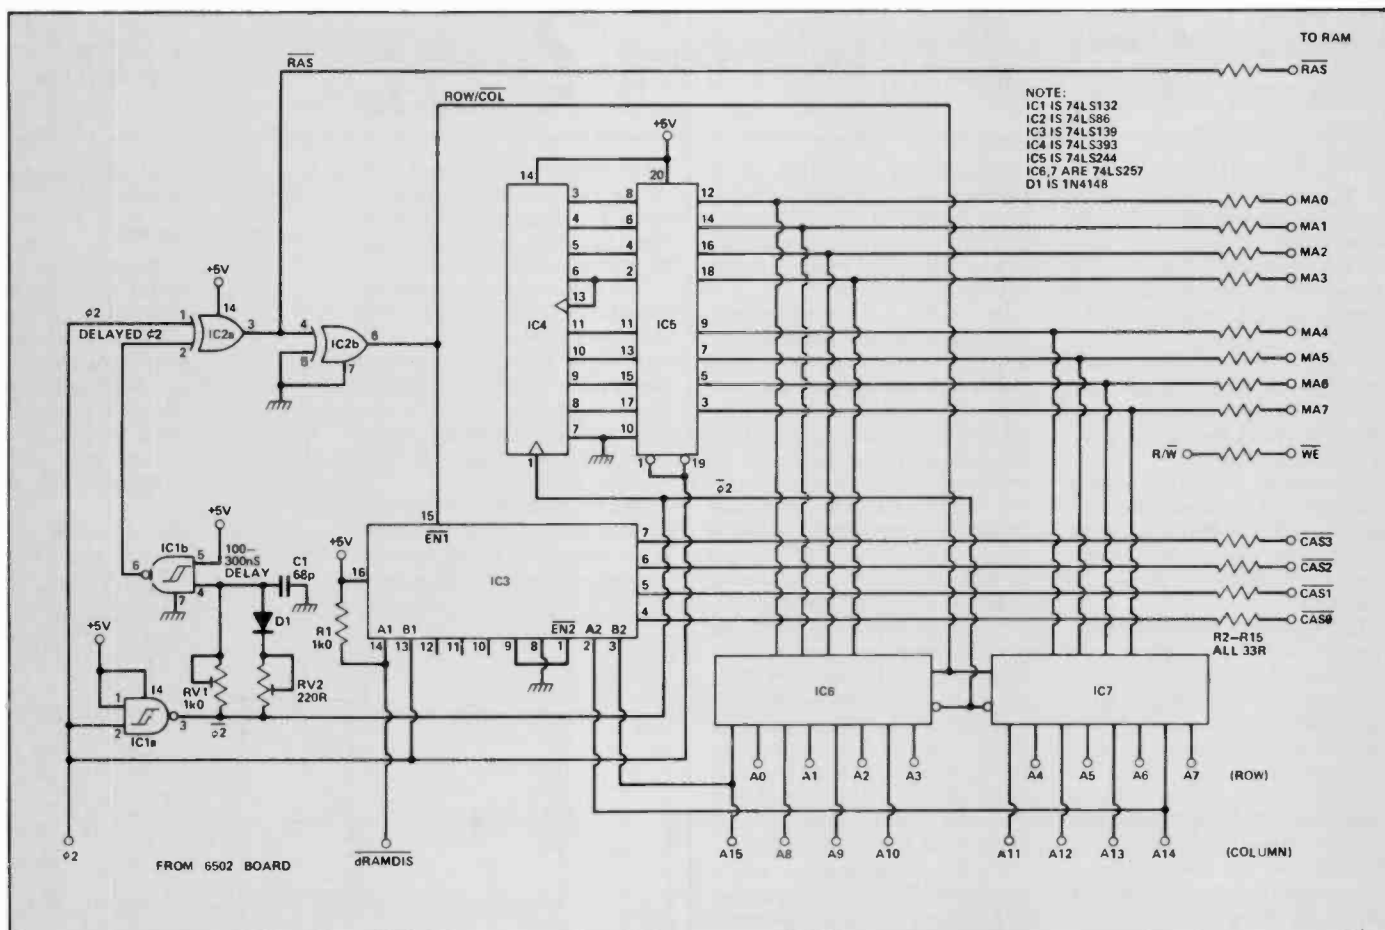 TO RAM
RAS
RAS
ROW/COL
NOTE:
IC1 IS 74LS132
IC2 IS 74LS86
IC3 IS 74LS139
IC4 IS 74LS393
IC5 IS 74LS244
IC6,7 ARE 74LS257
D1 IS 1N4148
+5V
14
20
3
8
12
MA0
4
6
14
MA1
5
4
16
MA2
6
2
18
MA3
13
IC4
IC5
11
11
9
MA4
10
13
7
MA5
9
15
5
MA6
8
17
3
MA7
7
10
1
1
19
R/W
WE
+5V
14
φ2
1
DELAYED φ2
2
IC2a
3
4
5
IC2b
6
7
φ2
+5V
IC1b
6
5
100–
300nS
DELAY
C1
68p
4
7
D1
+5V
RV1
1k0
RV2
220R
1
14
2
3
IC1a
φ2
15
EN1
+5V
16
IC3
R1
1k0
A1
B1
EN2
A2
B2
14
13
12
11
10
9
8
1
2
3
7
CAS3
6
CAS2
5
CAS1
4
CAS0
R2–R15
ALL 33R
IC6
IC7
A0
A1
A2
A3
A4
A5
A6
A7
(ROW)
φ2
FROM 6502 BOARD
dRAMDIS
A15
A8
A9
A10
A11
A12
A13
A14
(COLUMN)